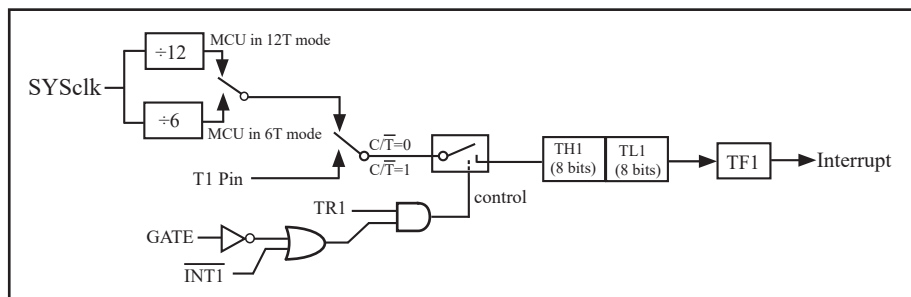 MCU in 12T mode
÷12
SYSclk
÷6
MCU in 6T mode
C/T̅=0
C/T̅=1
T1 Pin
TH1
(8 bits)
TL1
(8 bits)
TF1
Interrupt
control
TR1
GATE
I̅N̅T̅1̅